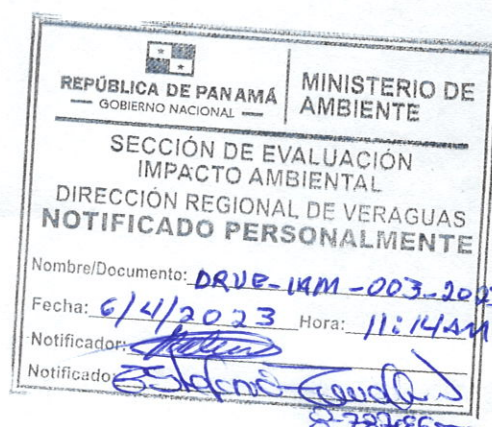 REPÚBLICA DE PANAMÁ
— GOBIERNO NACIONAL —
MINISTERIO DE
AMBIENTE
SECCIÓN DE EVALUACIÓN
IMPACTO AMBIENTAL
DIRECCIÓN REGIONAL DE VERAGUAS
NOTIFICADO PERSONALMENTE
Nombre/Documento: DRVE-IAM-003-202
Fecha: 6/4/2023 Hora: 11:14AM
Notificador:
Notificado